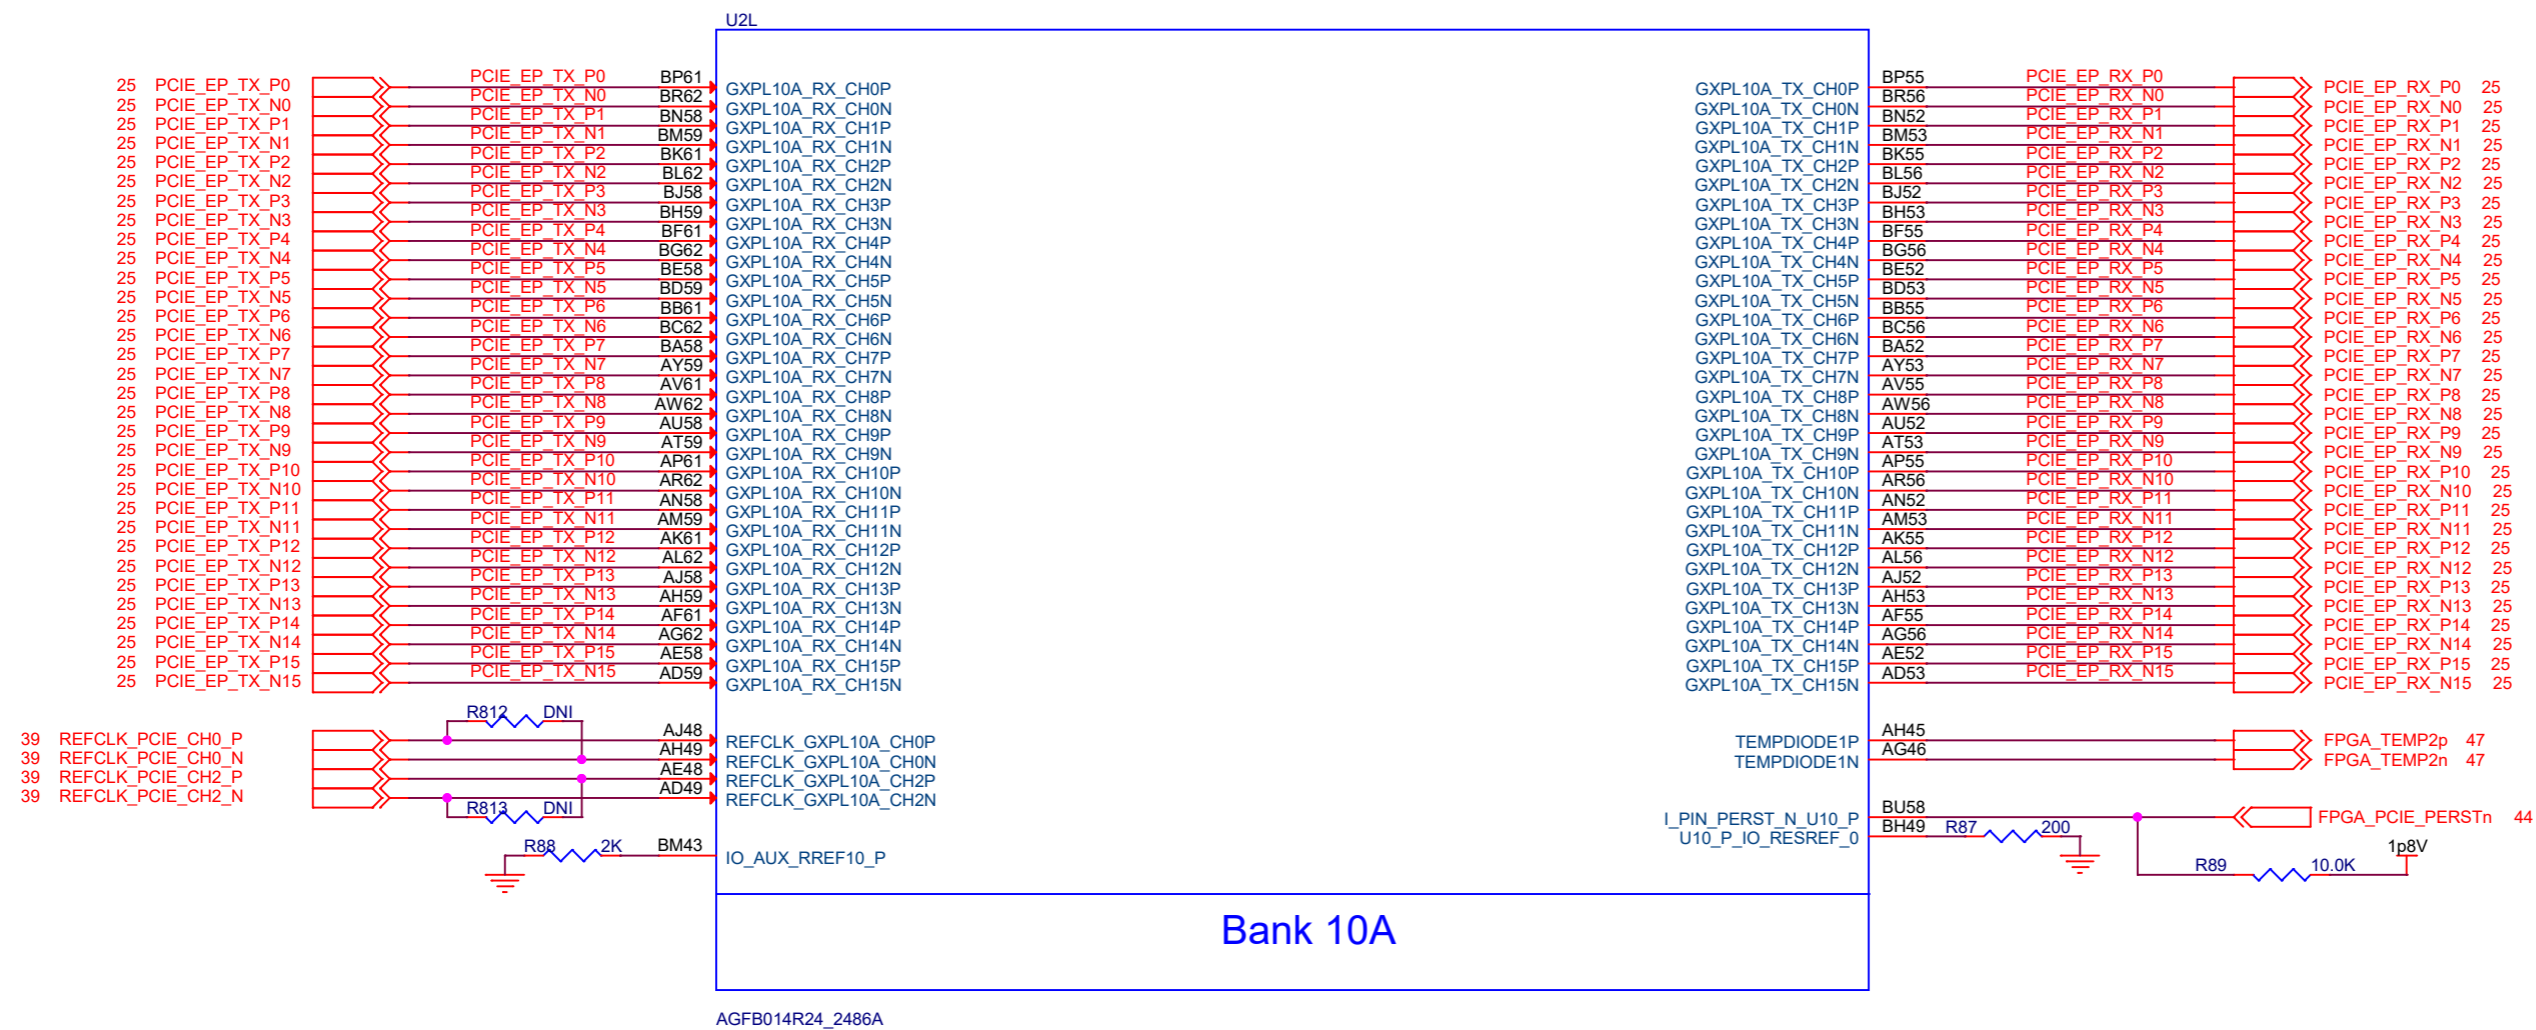 U2L
25 PCIE_EP_TX_P0 PCIE_EP_TX_P0 BP61 GXPL10A_RX_CH0P GXPL10A_TX_CH0P BP55 PCIE_EP_RX_P0 PCIE_EP_RX_P0 25
25 PCIE_EP_TX_N0 PCIE_EP_TX_N0 BR62 GXPL10A_RX_CH0N GXPL10A_TX_CH0N BR56 PCIE_EP_RX_N0 PCIE_EP_RX_N0 25
25 PCIE_EP_TX_P1 PCIE_EP_TX_P1 BN58 GXPL10A_RX_CH1P GXPL10A_TX_CH1P BN52 PCIE_EP_RX_P1 PCIE_EP_RX_P1 25
25 PCIE_EP_TX_N1 PCIE_EP_TX_N1 BM59 GXPL10A_RX_CH1N GXPL10A_TX_CH1N BM53 PCIE_EP_RX_N1 PCIE_EP_RX_N1 25
25 PCIE_EP_TX_P2 PCIE_EP_TX_P2 BK61 GXPL10A_RX_CH2P GXPL10A_TX_CH2P BK55 PCIE_EP_RX_P2 PCIE_EP_RX_P2 25
25 PCIE_EP_TX_N2 PCIE_EP_TX_N2 BL62 GXPL10A_RX_CH2N GXPL10A_TX_CH2N BL56 PCIE_EP_RX_N2 PCIE_EP_RX_N2 25
25 PCIE_EP_TX_P3 PCIE_EP_TX_P3 BJ58 GXPL10A_RX_CH3P GXPL10A_TX_CH3P BJ52 PCIE_EP_RX_P3 PCIE_EP_RX_P3 25
25 PCIE_EP_TX_N3 PCIE_EP_TX_N3 BH59 GXPL10A_RX_CH3N GXPL10A_TX_CH3N BH53 PCIE_EP_RX_N3 PCIE_EP_RX_N3 25
25 PCIE_EP_TX_P4 PCIE_EP_TX_P4 BF61 GXPL10A_RX_CH4P GXPL10A_TX_CH4P BF55 PCIE_EP_RX_P4 PCIE_EP_RX_P4 25
25 PCIE_EP_TX_N4 PCIE_EP_TX_N4 BG62 GXPL10A_RX_CH4N GXPL10A_TX_CH4N BG56 PCIE_EP_RX_N4 PCIE_EP_RX_N4 25
25 PCIE_EP_TX_P5 PCIE_EP_TX_P5 BE58 GXPL10A_RX_CH5P GXPL10A_TX_CH5P BE52 PCIE_EP_RX_P5 PCIE_EP_RX_P5 25
25 PCIE_EP_TX_N5 PCIE_EP_TX_N5 BD59 GXPL10A_RX_CH5N GXPL10A_TX_CH5N BD53 PCIE_EP_RX_N5 PCIE_EP_RX_N5 25
25 PCIE_EP_TX_P6 PCIE_EP_TX_P6 BB61 GXPL10A_RX_CH6P GXPL10A_TX_CH6P BB55 PCIE_EP_RX_P6 PCIE_EP_RX_P6 25
25 PCIE_EP_TX_N6 PCIE_EP_TX_N6 BC62 GXPL10A_RX_CH6N GXPL10A_TX_CH6N BC56 PCIE_EP_RX_N6 PCIE_EP_RX_N6 25
25 PCIE_EP_TX_P7 PCIE_EP_TX_P7 BA58 GXPL10A_RX_CH7P GXPL10A_TX_CH7P BA52 PCIE_EP_RX_P7 PCIE_EP_RX_P7 25
25 PCIE_EP_TX_N7 PCIE_EP_TX_N7 AY59 GXPL10A_RX_CH7N GXPL10A_TX_CH7N AY53 PCIE_EP_RX_N7 PCIE_EP_RX_N7 25
25 PCIE_EP_TX_P8 PCIE_EP_TX_P8 AV61 GXPL10A_RX_CH8P GXPL10A_TX_CH8P AV55 PCIE_EP_RX_P8 PCIE_EP_RX_P8 25
25 PCIE_EP_TX_N8 PCIE_EP_TX_N8 AW62 GXPL10A_RX_CH8N GXPL10A_TX_CH8N AW56 PCIE_EP_RX_N8 PCIE_EP_RX_N8 25
25 PCIE_EP_TX_P9 PCIE_EP_TX_P9 AU58 GXPL10A_RX_CH9P GXPL10A_TX_CH9P AU52 PCIE_EP_RX_P9 PCIE_EP_RX_P9 25
25 PCIE_EP_TX_N9 PCIE_EP_TX_N9 AT59 GXPL10A_RX_CH9N GXPL10A_TX_CH9N AT53 PCIE_EP_RX_N9 PCIE_EP_RX_N9 25
25 PCIE_EP_TX_P10 PCIE_EP_TX_P10 AP61 GXPL10A_RX_CH10P GXPL10A_TX_CH10P AP55 PCIE_EP_RX_P10 PCIE_EP_RX_P10 25
25 PCIE_EP_TX_N10 PCIE_EP_TX_N10 AR62 GXPL10A_RX_CH10N GXPL10A_TX_CH10N AR56 PCIE_EP_RX_N10 PCIE_EP_RX_N10 25
25 PCIE_EP_TX_P11 PCIE_EP_TX_P11 AN58 GXPL10A_RX_CH11P GXPL10A_TX_CH11P AN52 PCIE_EP_RX_P11 PCIE_EP_RX_P11 25
25 PCIE_EP_TX_N11 PCIE_EP_TX_N11 AM59 GXPL10A_RX_CH11N GXPL10A_TX_CH11N AM53 PCIE_EP_RX_N11 PCIE_EP_RX_N11 25
25 PCIE_EP_TX_P12 PCIE_EP_TX_P12 AK61 GXPL10A_RX_CH12P GXPL10A_TX_CH12P AK55 PCIE_EP_RX_P12 PCIE_EP_RX_P12 25
25 PCIE_EP_TX_N12 PCIE_EP_TX_N12 AL62 GXPL10A_RX_CH12N GXPL10A_TX_CH12N AL56 PCIE_EP_RX_N12 PCIE_EP_RX_N12 25
25 PCIE_EP_TX_P13 PCIE_EP_TX_P13 AJ58 GXPL10A_RX_CH13P GXPL10A_TX_CH13P AJ52 PCIE_EP_RX_P13 PCIE_EP_RX_P13 25
25 PCIE_EP_TX_N13 PCIE_EP_TX_N13 AH59 GXPL10A_RX_CH13N GXPL10A_TX_CH13N AH53 PCIE_EP_RX_N13 PCIE_EP_RX_N13 25
25 PCIE_EP_TX_P14 PCIE_EP_TX_P14 AF61 GXPL10A_RX_CH14P GXPL10A_TX_CH14P AF55 PCIE_EP_RX_P14 PCIE_EP_RX_P14 25
25 PCIE_EP_TX_N14 PCIE_EP_TX_N14 AG62 GXPL10A_RX_CH14N GXPL10A_TX_CH14N AG56 PCIE_EP_RX_N14 PCIE_EP_RX_N14 25
25 PCIE_EP_TX_P15 PCIE_EP_TX_P15 AE58 GXPL10A_RX_CH15P GXPL10A_TX_CH15P AE52 PCIE_EP_RX_P15 PCIE_EP_RX_P15 25
25 PCIE_EP_TX_N15 PCIE_EP_TX_N15 AD59 GXPL10A_RX_CH15N GXPL10A_TX_CH15N AD53 PCIE_EP_RX_N15 PCIE_EP_RX_N15 25
R812 DNI
39 REFCLK_PCIE_CH0_P AJ48 REFCLK_GXPL10A_CH0P TEMPDIODE1P AH45 FPGA_TEMP2p 47
39 REFCLK_PCIE_CH0_N AH49 REFCLK_GXPL10A_CH0N TEMPDIODE1N AG46 FPGA_TEMP2n 47
39 REFCLK_PCIE_CH2_P AE48 REFCLK_GXPL10A_CH2P
39 REFCLK_PCIE_CH2_N AD49 REFCLK_GXPL10A_CH2N
R813 DNI
I_PIN_PERST_N_U10_P BU58 FPGA_PCIE_PERSTn 44
U10_P_IO_RESREF_0 BH49 R87 200
R88 2K BM43 IO_AUX_RREF10_P
1p8V
R89 10.0K
Bank 10A
AGFB014R24_2486A